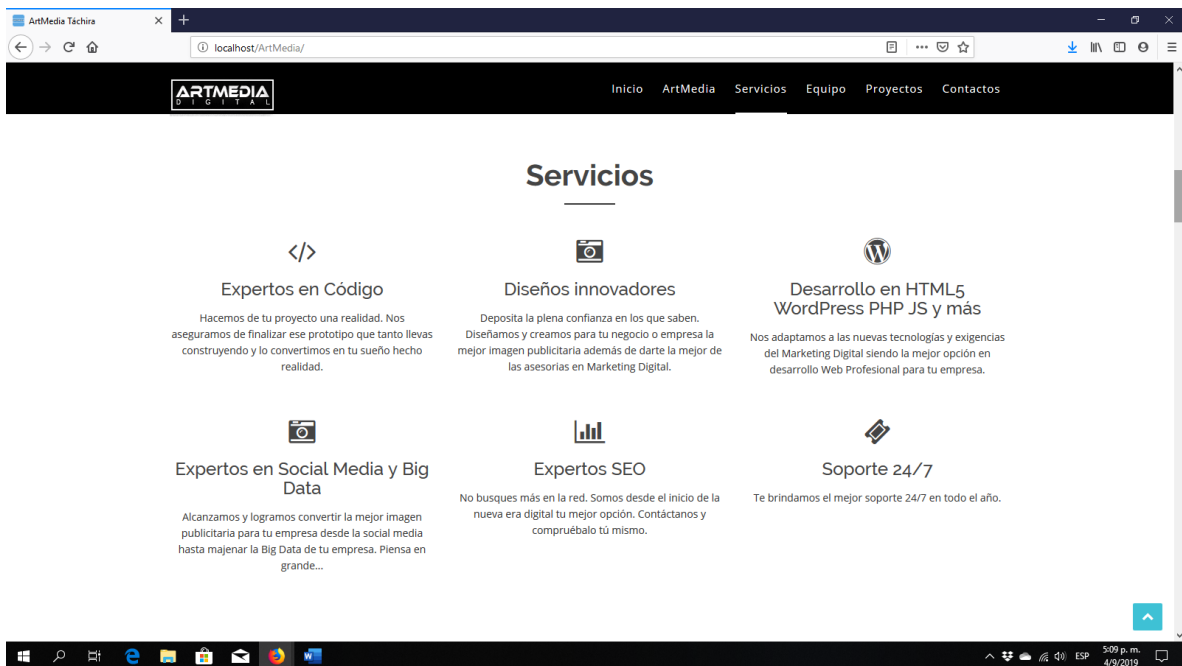 ArtMedia Táchira
localhost/ArtMedia/
ARTMEDIA
DIGITAL
Inicio ArtMedia Servicios Equipo Proyectos Contactos
Servicios
</>
Expertos en Código
Hacemos de tu proyecto una realidad. Nos
aseguramos de finalizar ese prototipo que tanto llevas
construyendo y lo convertimos en tu sueño hecho
realidad.
Diseños innovadores
Deposita la plena confianza en los que saben.
Diseñamos y creamos para tu negocio o empresa la
mejor imagen publicitaria además de darte la mejor de
las asesorias en Marketing Digital.
Desarrollo en HTML5
WordPress PHP JS y más
Nos adaptamos a las nuevas tecnologías y exigencias
del Marketing Digital siendo la mejor opción en
desarrollo Web Profesional para tu empresa.
Expertos en Social Media y Big
Data
Alcanzamos y logramos convertir la mejor imagen
publicitaria para tu empresa desde la social media
hasta majenar la Big Data de tu empresa. Piensa en
grande...
Expertos SEO
No busques más en la red. Somos desde el inicio de la
nueva era digital tu mejor opción. Contáctanos y
compruébalo tú mismo.
Soporte 24/7
Te brindamos el mejor soporte 24/7 en todo el año.
ESP
5:09 p. m.
4/9/2019